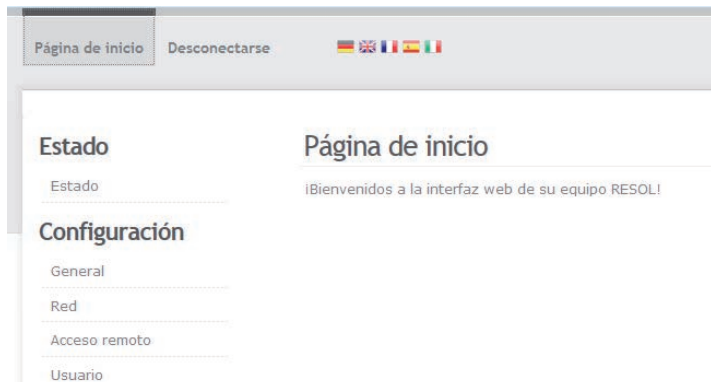 Página de inicio Desconectarse
Estado
Estado
Configuración
General
Red
Acceso remoto
Usuario
Página de inicio
¡Bienvenidos a la interfaz web de su equipo RESOL!